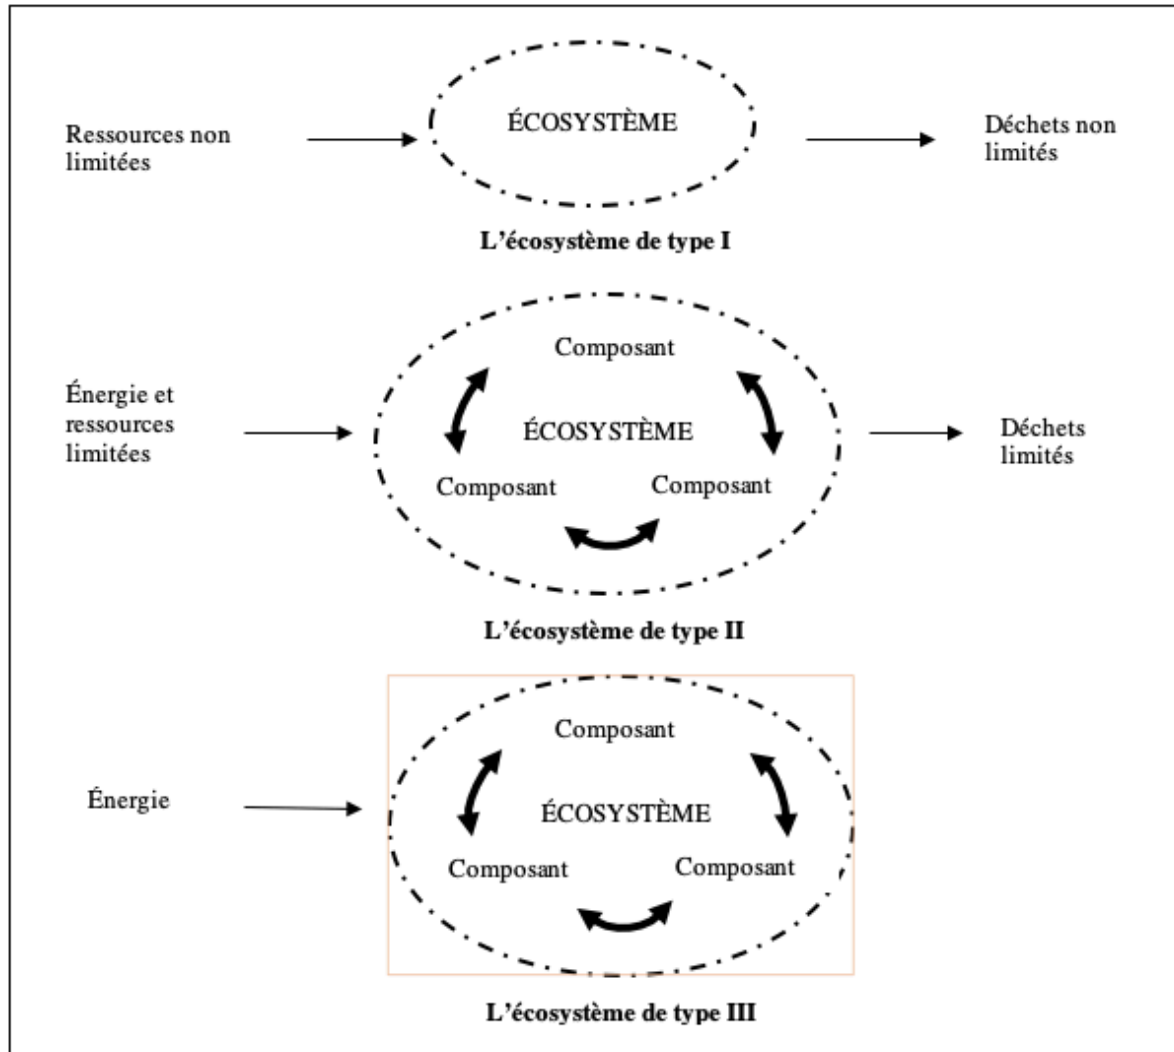 ÉCOSYSTÈME
Ressources non
limitées
Déchets non
limités
L'écosystème de type I
Composant
Énergie et
ressources
limitées
ÉCOSYSTÈME
Déchets
limités
Composant
Composant
L'écosystème de type II
Composant
Énergie
ÉCOSYSTÈME
Composant
Composant
L'écosystème de type III